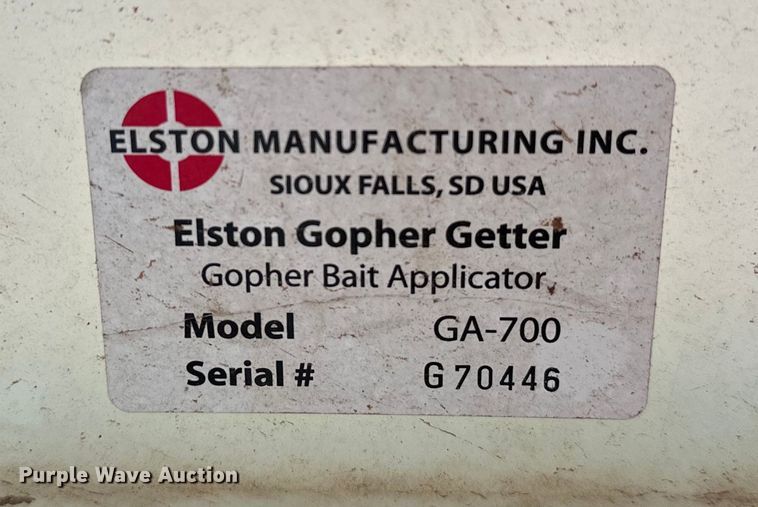 ELSTON MANUFACTURING INC.
SIOUX FALLS, SD USA
Elston Gopher Getter
Gopher Bait Applicator
Model GA-700
Serial # G70446
Purple Wave Auction